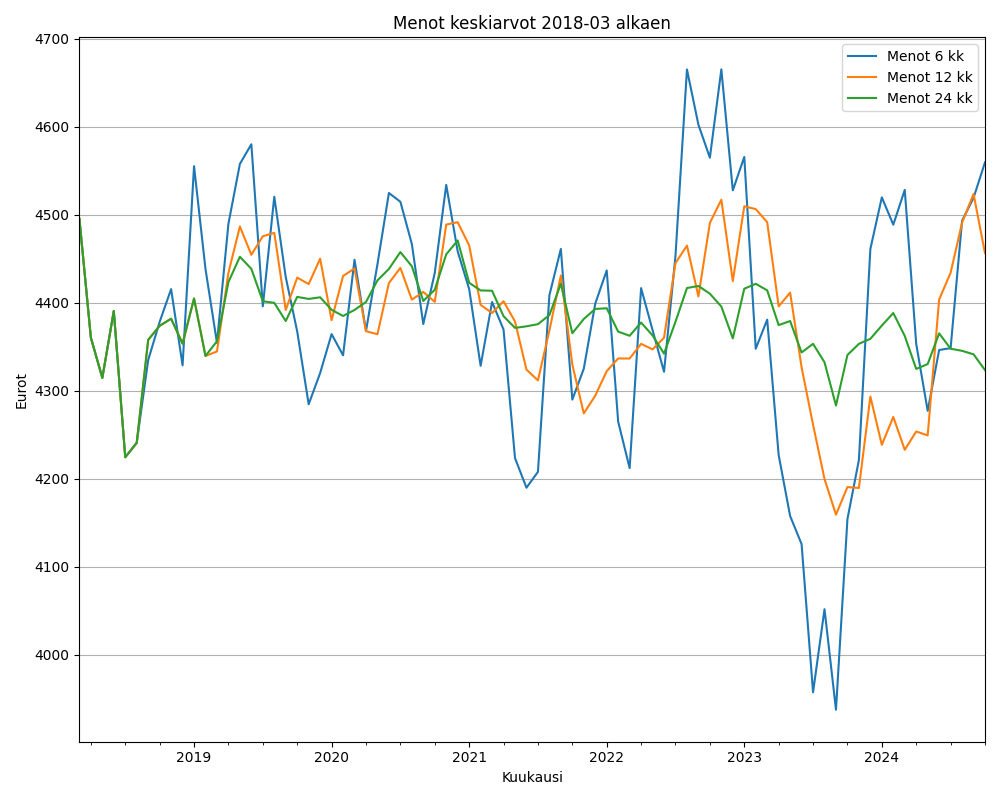 Menot keskiarvot 2018-03 alkaen
Menot 6 kk
Menot 12 kk
Menot 24 kk
4700
4600
4500
4400
4300
4200
4100
4000
Eurot
2019
2020
2021
2022
2023
2024
Kuukausi